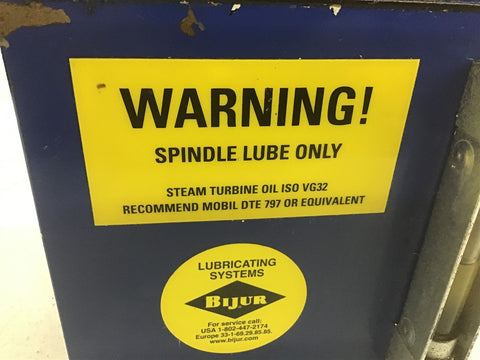 WARNING!
SPINDLE LUBE ONLY
STEAM TURBINE OIL ISO VG32
RECOMMEND MOBIL DTE 797 OR EQUIVALENT
LUBRICATING
SYSTEMS
BIJUR
For service call:
USA 1-802-447-2174
Europe 33-1-69.29.85.85.
www.bijur.com